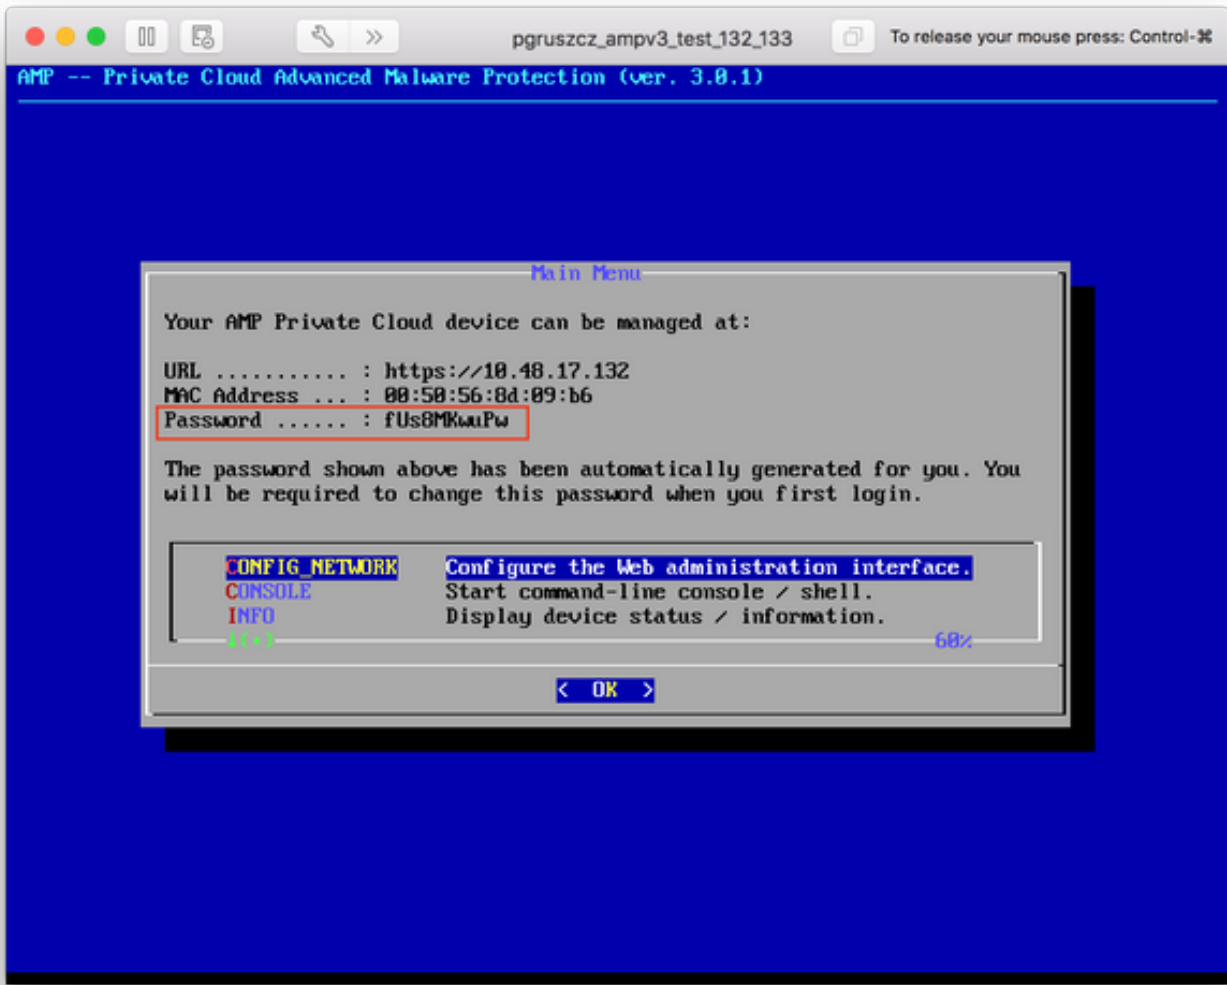 pgruszcz_ampv3_test_132_133
To release your mouse press: Control-⌘
AMP -- Private Cloud Advanced Malware Protection (ver. 3.0.1)
Main Menu
Your AMP Private Cloud device can be managed at:
URL ........... : https://10.48.17.132
MAC Address ... : 00:50:56:8d:09:b6
Password ...... : fUs8MKwuPw
The password shown above has been automatically generated for you. You
will be required to change this password when you first login.
CONFIG_NETWORK Configure the Web administration interface.
CONSOLE Start command-line console / shell.
INFO Display device status / information.
↓(+) 60%
< OK >